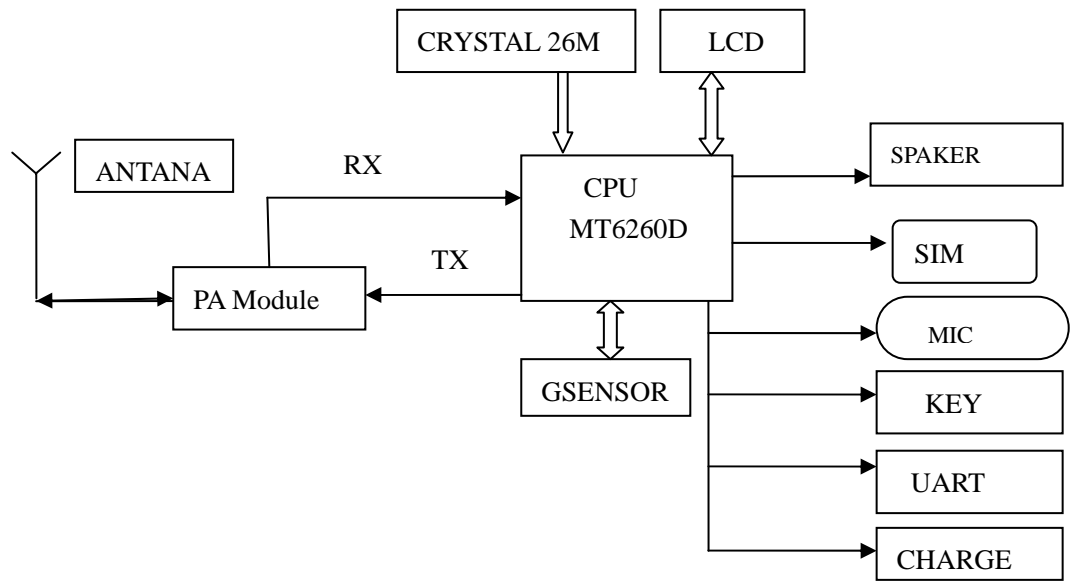 CRYSTAL 26M
LCD
ANTANA
RX
CPU
MT6260D
SPAKER
SIM
TX
PA Module
MIC
GSENSOR
KEY
UART
CHARGE